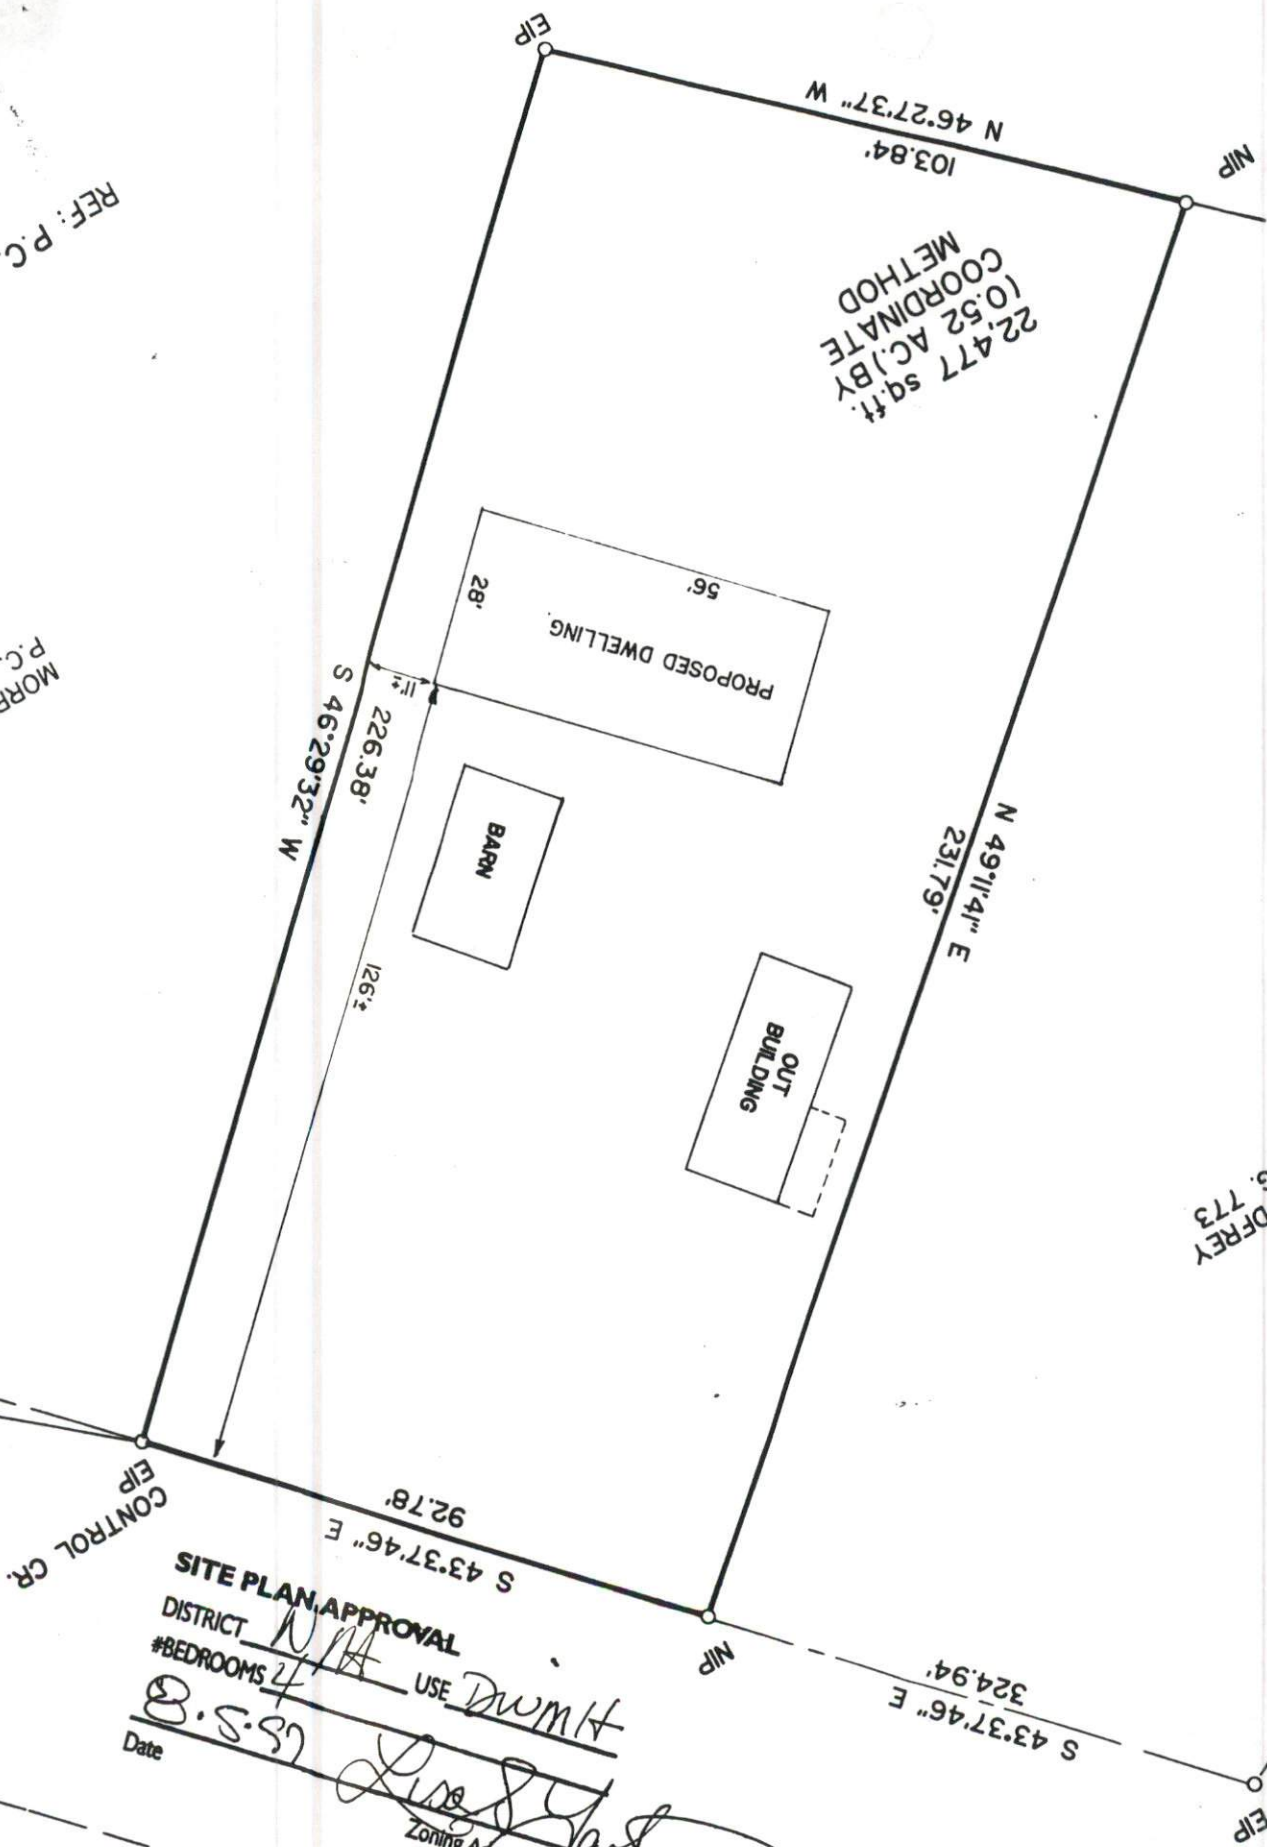 EIP
N 46°27'37" W
103.84'
NIP
REF: P.C.
22,477 sq.ft.
(0.52 AC.) BY
COORDINATE
METHOD
56'
28'
PROPOSED DWELLING
P.C.
11'±
S 46°29'32" W
226.38'
BARN
N 49°11'41" E
231.79'
126'±
OUT
BUILDING
773
EIP
CONTROL CR.
92.78'
S 43°37'46" E
NIP
324.94'
S 43°37'46" E
EIP
SITE PLAN APPROVAL
DISTRICT N/A USE DWMH
#BEDROOMS 4
Date
Zoning